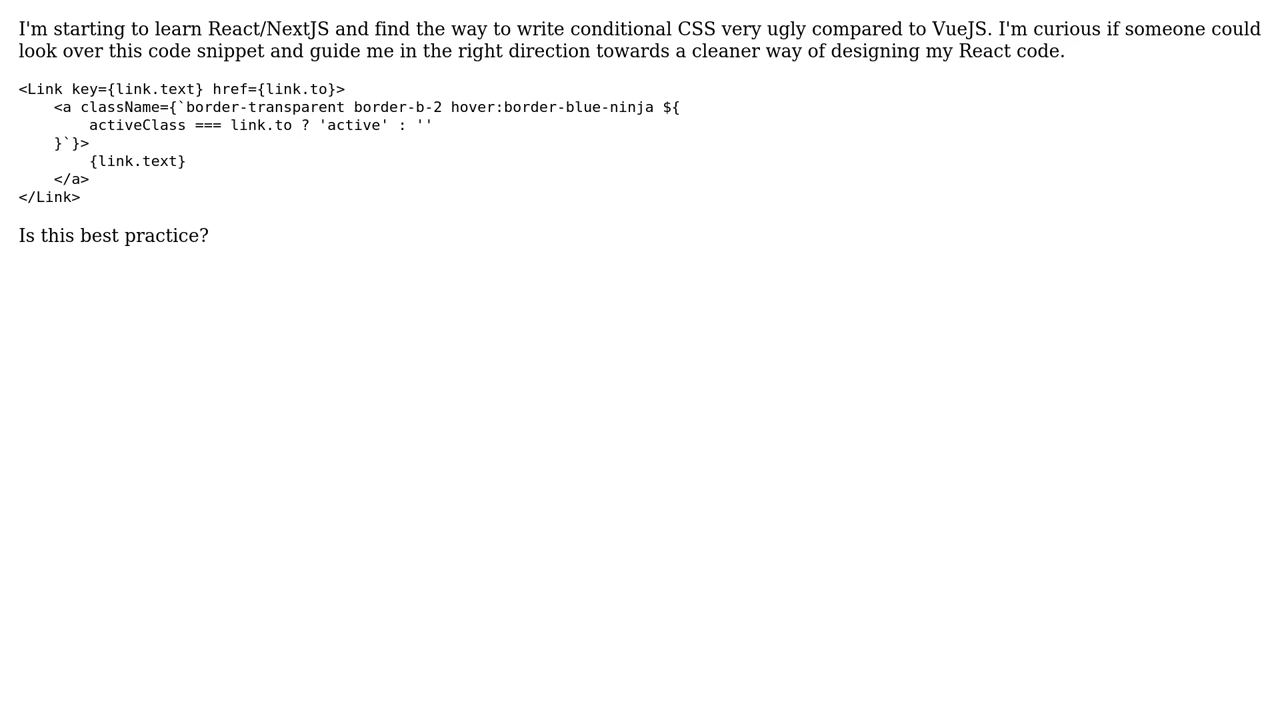 I'm starting to learn React/NextJS and find the way to write conditional CSS very ugly compared to VueJS. I'm curious if someone could
look over this code snippet and guide me in the right direction towards a cleaner way of designing my React code.
<Link key={link.text} href={link.to}>
    <a className={`border-transparent border-b-2 hover:border-blue-ninja ${
        activeClass === link.to ? 'active' : ''
    }`}>
        {link.text}
    </a>
</Link>
Is this best practice?